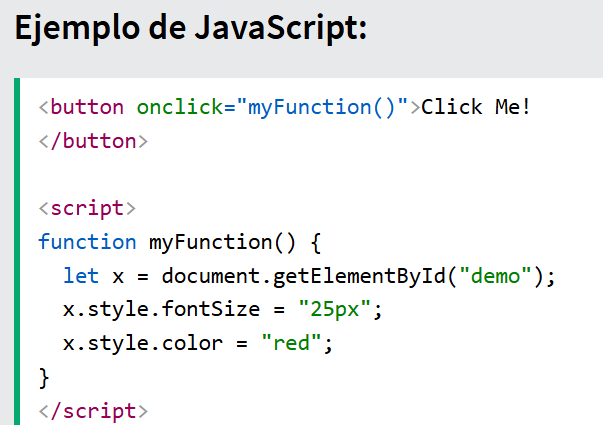 Ejemplo de JavaScript:
<button onclick="myFunction()">Click Me!
</button>
<script>
function myFunction() {
let x = document.getElementById("demo");
x.style.fontSize = "25px";
x.style.color = "red";
}
</script>